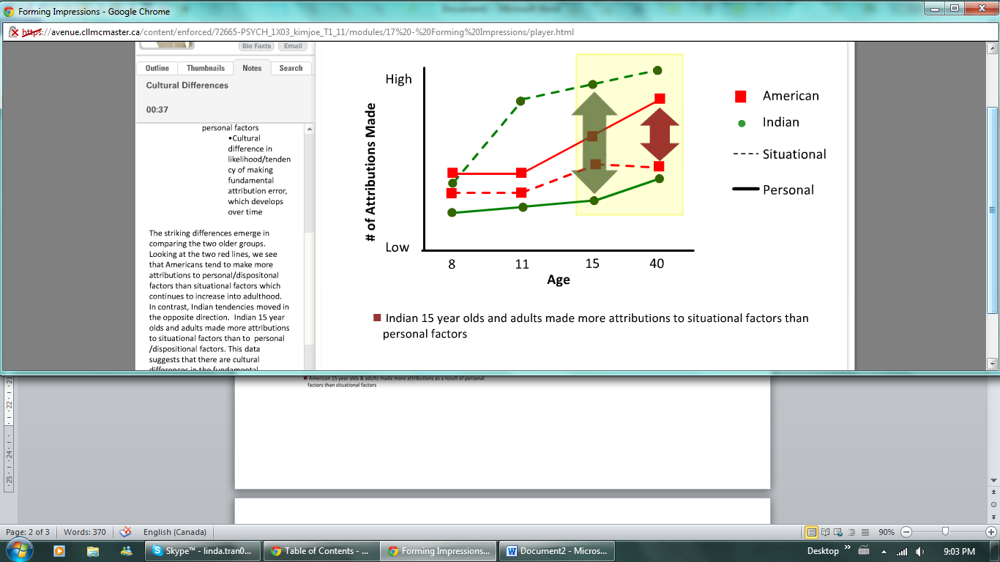 Forming Impressions - Google Chrome
https://avenue.cllmcmaster.ca/content/enforced/72665-PSYCH_1X03_kimjoe_T1_11/modules/17%20-%20Forming%20Impressions/player.html
Bio Facts Email
Outline Thumbnails Notes Search
Cultural Differences
00:37
personal factors
•Cultural
difference in
likelihood/tenden
cy of making
fundamental
attribution error,
which develops
over time
The striking differences emerge in
comparing the two older groups.
Looking at the two red lines, we see
that Americans tend to make more
attributions to personal/dispositonal
factors than situational factors which
continues to increase into adulthood.
In contrast, Indian tendencies moved in
the opposite direction. Indian 15 year
olds and adults made more attributions
to situational factors than to personal
/dispositional factors. This data
suggests that there are cultural
differences in the fundamental
# of Attributions Made
High
Low
8 11 15 40
Age
American
Indian
Situational
Personal
Indian 15 year olds and adults made more attributions to situational factors than
personal factors
American 15 year olds & adults made more attributions as a result of personal
factors than situational factors
21
22
24
25
Page: 2 of 3 Words: 370 English (Canada) 90%
Skype™ - linda.tran0... Table of Contents - ... Forming Impressions... Document2 - Micros... Desktop 9:03 PM